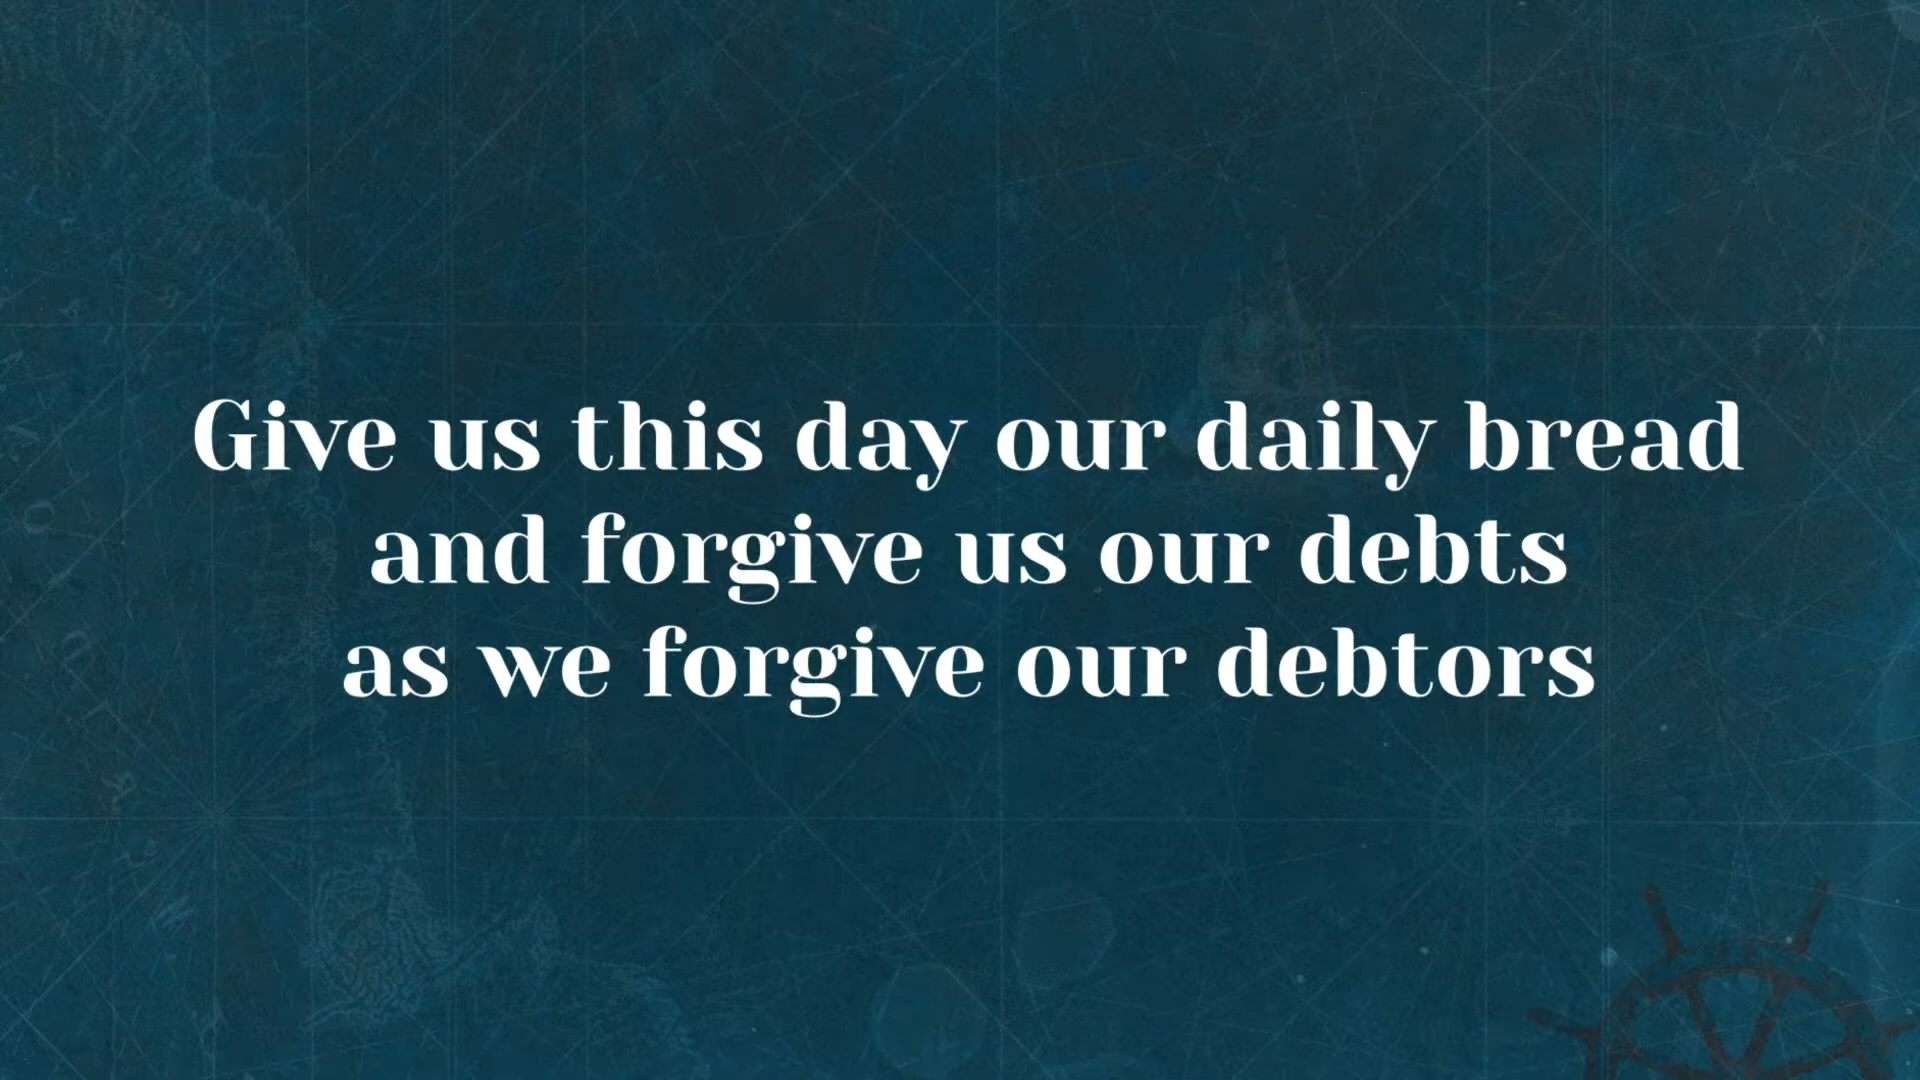 Give us this day our daily bread
and forgive us our debts
as we forgive our debtors